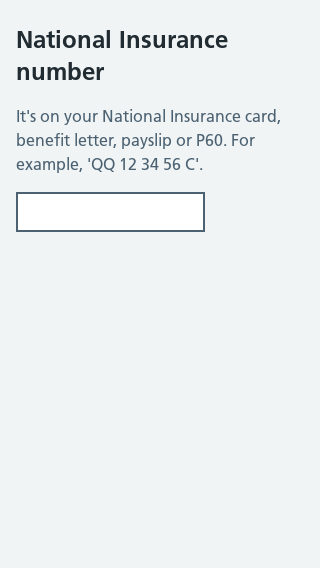 National Insurance
number
It's on your National Insurance card,
benefit letter, payslip or P60. For
example, 'QQ 12 34 56 C'.